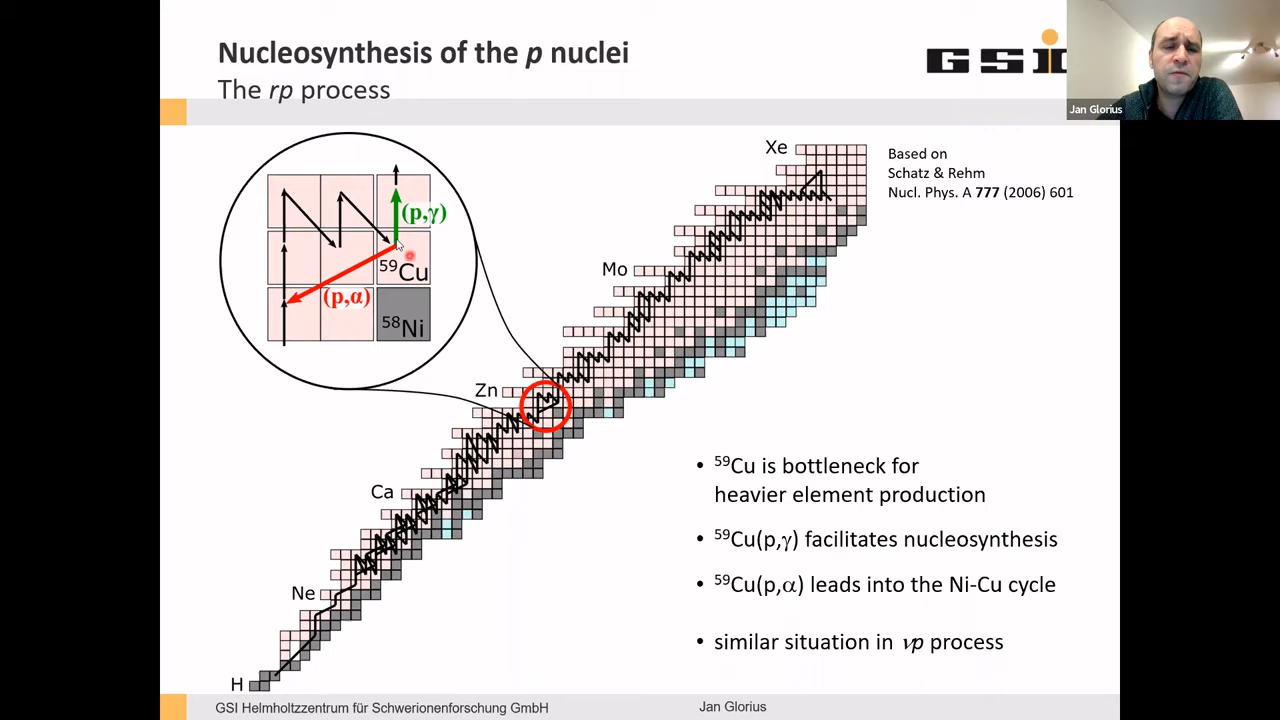 Nucleosynthesis of the p nuclei
The rp process
GSI
Jan Glorius
Xe
Based on
Schatz & Rehm
Nucl. Phys. A 777 (2006) 601
(p,γ)
⁵⁹Cu
(p,α)
⁵⁸Ni
Mo
Zn
Ca
Ne
H
• ⁵⁹Cu is bottleneck for
heavier element production
• ⁵⁹Cu(p,γ) facilitates nucleosynthesis
• ⁵⁹Cu(p,α) leads into the Ni-Cu cycle
• similar situation in νp process
GSI Helmholtzzentrum für Schwerionenforschung GmbH
Jan Glorius